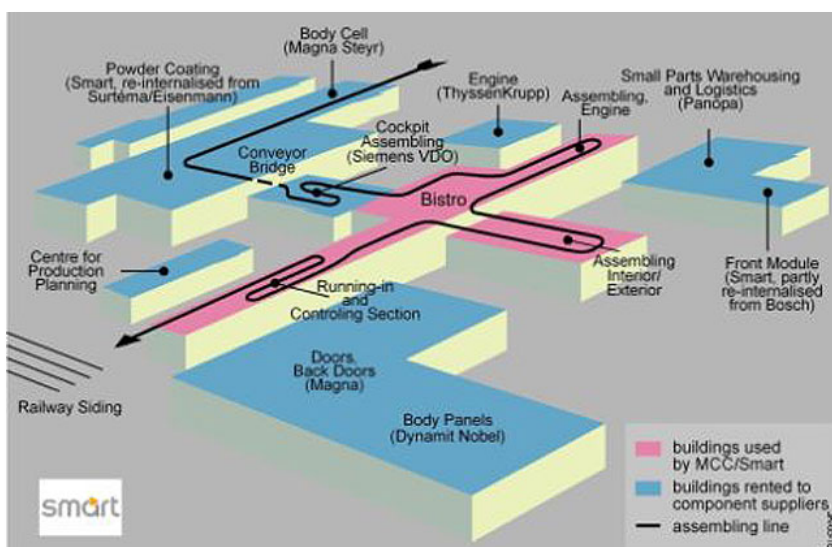 Body Cell
(Magna Steyr)
Powder Coating
(Smart, re-internalised from
Surtéma/Eisenmann)
Engine
(ThyssenKrupp)
Small Parts Warehousing
and Logistics
(Panopa)
Assembling,
Engine
Cockpit
Assembling
(Siemens VDO)
Conveyor
Bridge
Bistro
Centre for
Production
Planning
Assembling
Interior/
Exterior
Front Module
(Smart, partly
re-internalised
from Bosch)
Running-in
and
Controling Section
Doors,
Back Doors
(Magna)
Railway Siding
Body Panels
(Dynamit Nobel)
buildings used
by MCC/Smart
buildings rented to
component suppliers
assembling line
smart